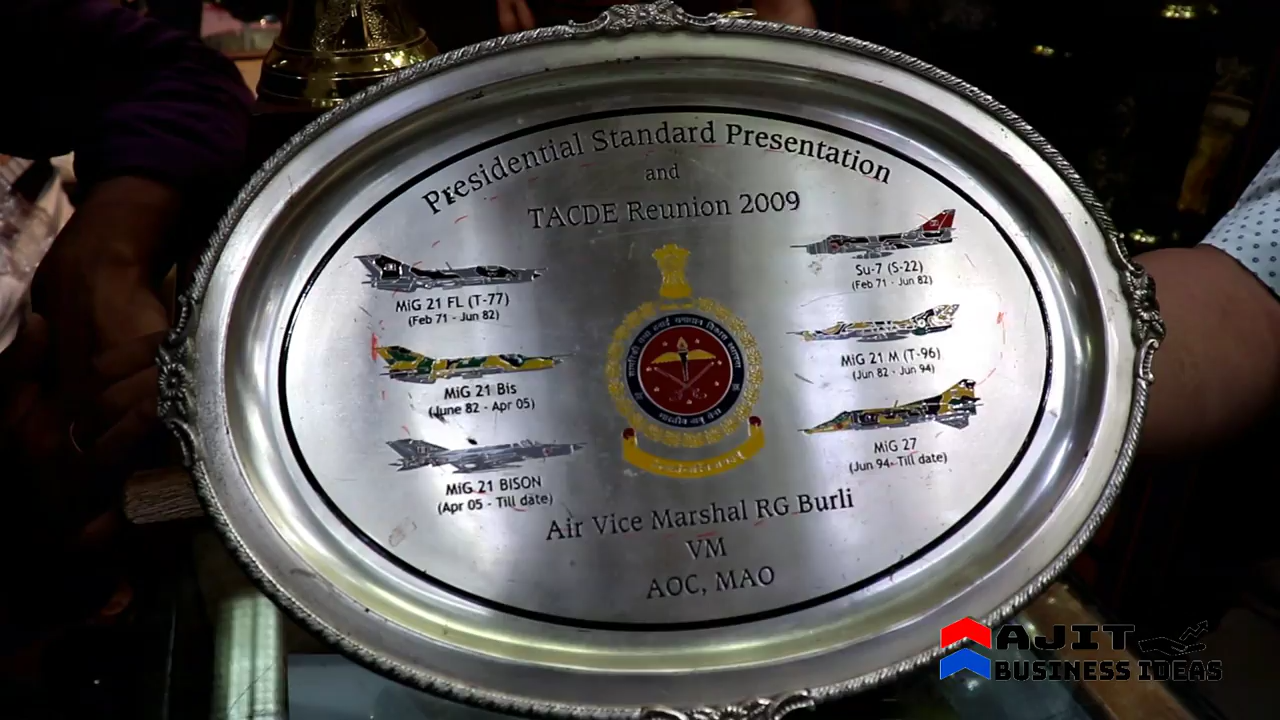 Presidential Standard Presentation
and
TACDE Reunion 2009
MiG 21 FL (T-77)
(Feb 71 - Jun 82)
MiG 21 Bis
(June 82 - Apr 05)
MiG 21 BISON
(Apr 05 - Till date)
Su-7 (S-22)
(Feb 71 - Jun 82)
MiG 21 M (T-96)
(Jun 82 - Jun 94)
MiG 27
(Jun 94- Till date)
भारतीय वायु सेना
Air Vice Marshal RG Burli
VM
AOC, MAO
AJIT
BUSINESS IDEAS